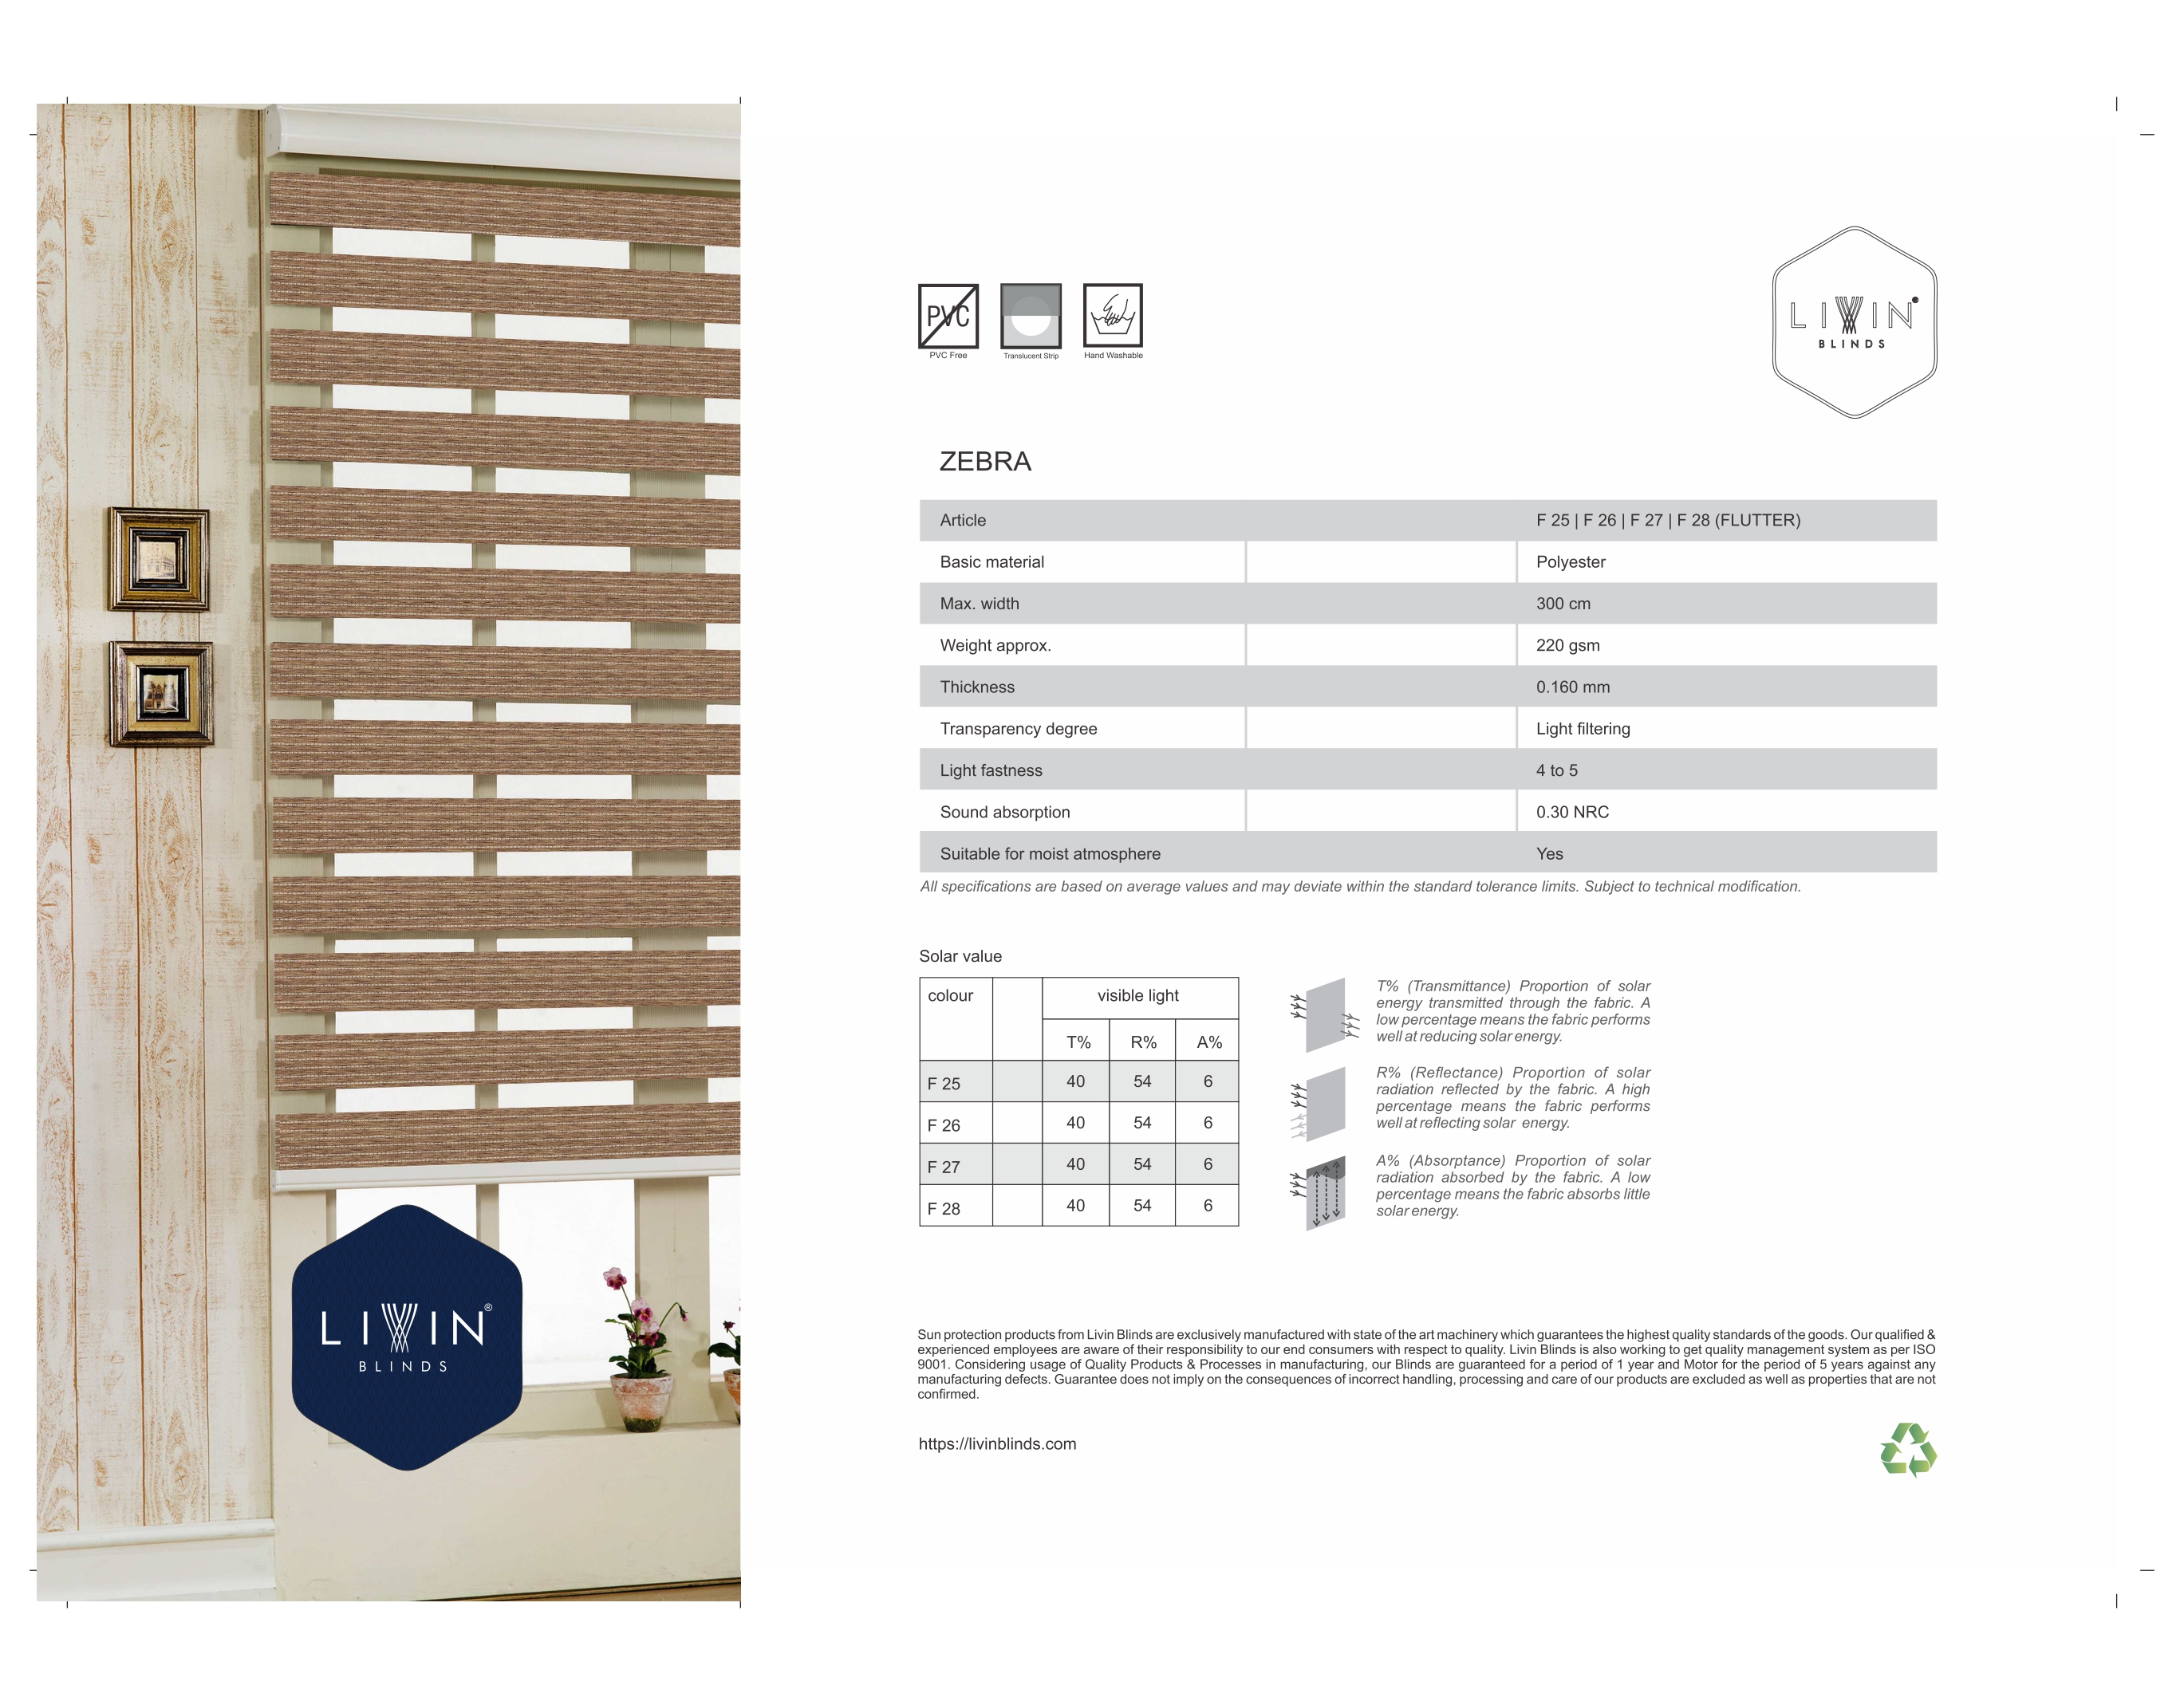 LIVIN®
BLINDS
PVC
PVC Free
Translucent Strip
Hand Washable
LIVIN®
BLINDS
ZEBRA
Article F 25 | F 26 | F 27 | F 28 (FLUTTER)
Basic material Polyester
Max. width 300 cm
Weight approx. 220 gsm
Thickness 0.160 mm
Transparency degree Light filtering
Light fastness 4 to 5
Sound absorption 0.30 NRC
Suitable for moist atmosphere Yes
All specifications are based on average values and may deviate within the standard tolerance limits. Subject to technical modification.
Solar value
colour visible light
T% R% A%
F 25 40 54 6
F 26 40 54 6
F 27 40 54 6
F 28 40 54 6
T% (Transmittance) Proportion of solar
energy transmitted through the fabric. A
low percentage means the fabric performs
well at reducing solar energy.
R% (Reflectance) Proportion of solar
radiation reflected by the fabric. A high
percentage means the fabric performs
well at reflecting solar energy.
A% (Absorptance) Proportion of solar
radiation absorbed by the fabric. A low
percentage means the fabric absorbs little
solar energy.
Sun protection products from Livin Blinds are exclusively manufactured with state of the art machinery which guarantees the highest quality standards of the goods. Our qualified &
experienced employees are aware of their responsibility to our end consumers with respect to quality. Livin Blinds is also working to get quality management system as per ISO
9001. Considering usage of Quality Products & Processes in manufacturing, our Blinds are guaranteed for a period of 1 year and Motor for the period of 5 years against any
manufacturing defects. Guarantee does not imply on the consequences of incorrect handling, processing and care of our products are excluded as well as properties that are not
confirmed.
https://livinblinds.com